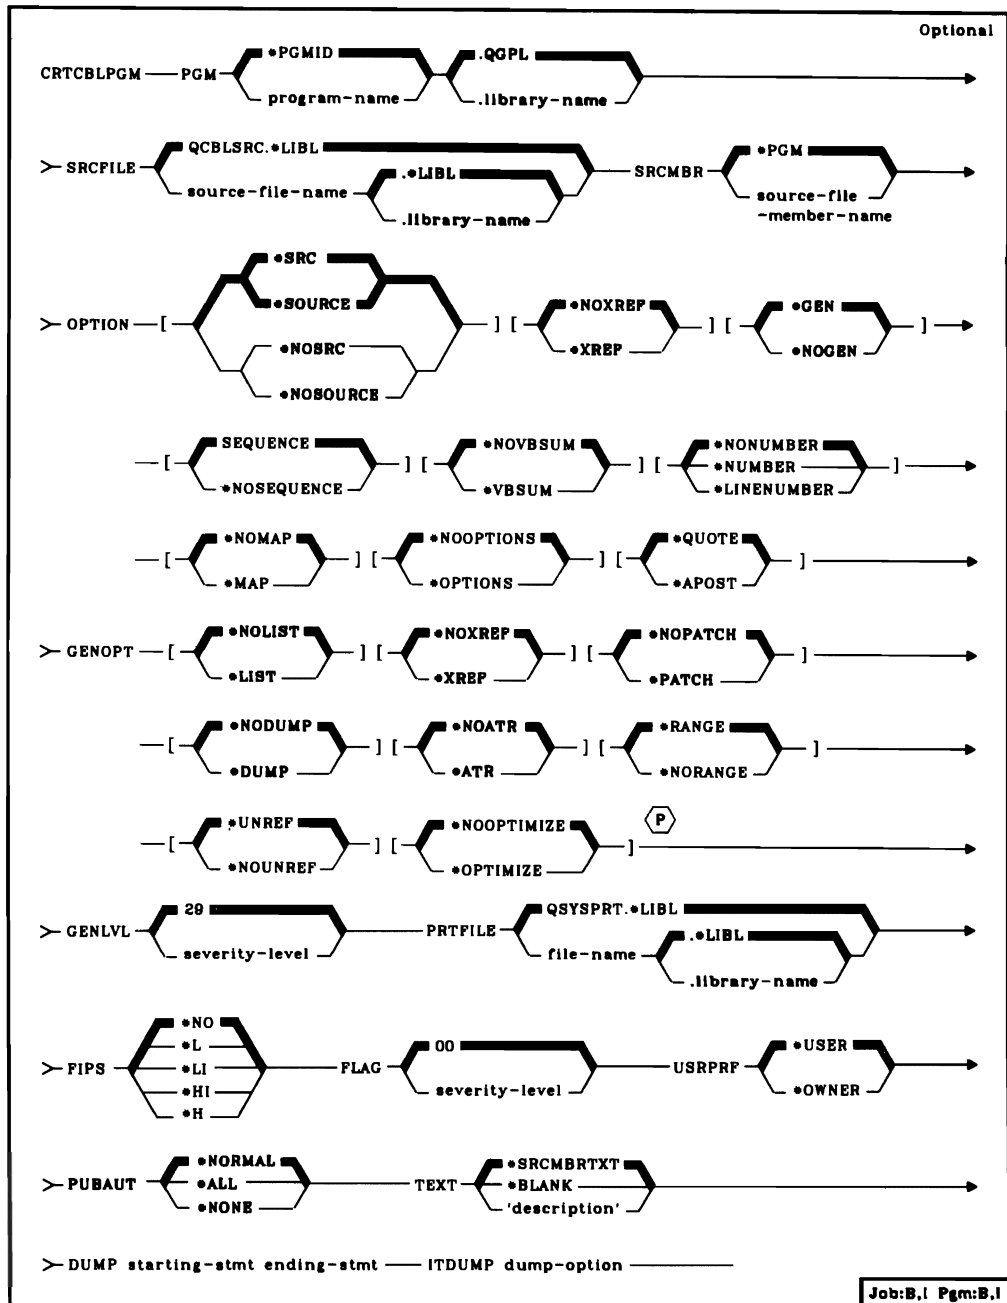 Optional
*PGMID .QGPL
CRTCBLPGM PGM
program-name .library-name
QCBLSRC.*LIBL *PGM
SRCFILE .*LIBL SRCMBR
source-file-name source-file
.library-name -member-name
*SRC
*SOURCE *NOXREF *GEN
OPTION [ ] [ ] [ ]
*NOSRC *XREF *NOGEN
*NOSOURCE
SEQUENCE *NOVBSUM *NONUMBER
[ ] [ ] [ *NUMBER ]
*NOSEQUENCE *VBSUM *LINENUMBER
*NOMAP *NOOPTIONS *QUOTE
[ ] [ ] [ ]
*MAP *OPTIONS *APOST
*NOLIST *NOXREF *NOPATCH
GENOPT [ ] [ ] [ ]
*LIST *XREF *PATCH
*NODUMP *NOATR *RANGE
[ ] [ ] [ ]
*DUMP *ATR *NORANGE
*UNREF *NOOPTIMIZE P
[ ] [ ]
*NOUNREF *OPTIMIZE
29 QSYSPRT.*LIBL
GENLVL PRTFILE .*LIBL
severity-level file-name
.library-name
*NO
*L 00 *USER
FIPS *LI FLAG USRPRF
*HI severity-level *OWNER
*H
*NORMAL *SRCMBRTXT
PUBAUT *ALL TEXT *BLANK
*NONE 'description'
DUMP starting-stmt ending-stmt ITDUMP dump-option
Job:B,I Pgm:B,I